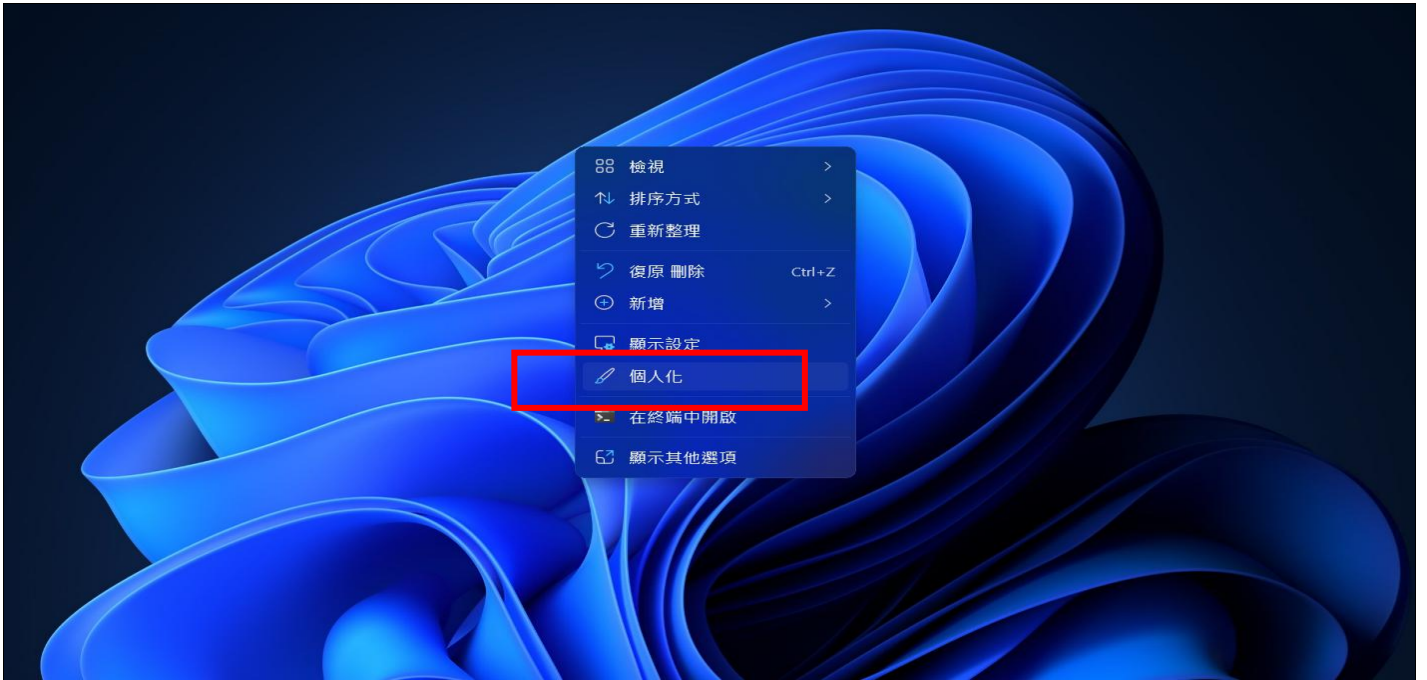 檢視
排序方式
重新整理
復原 刪除 Ctrl+Z
新增
顯示設定
個人化
在終端中開啟
顯示其他選項